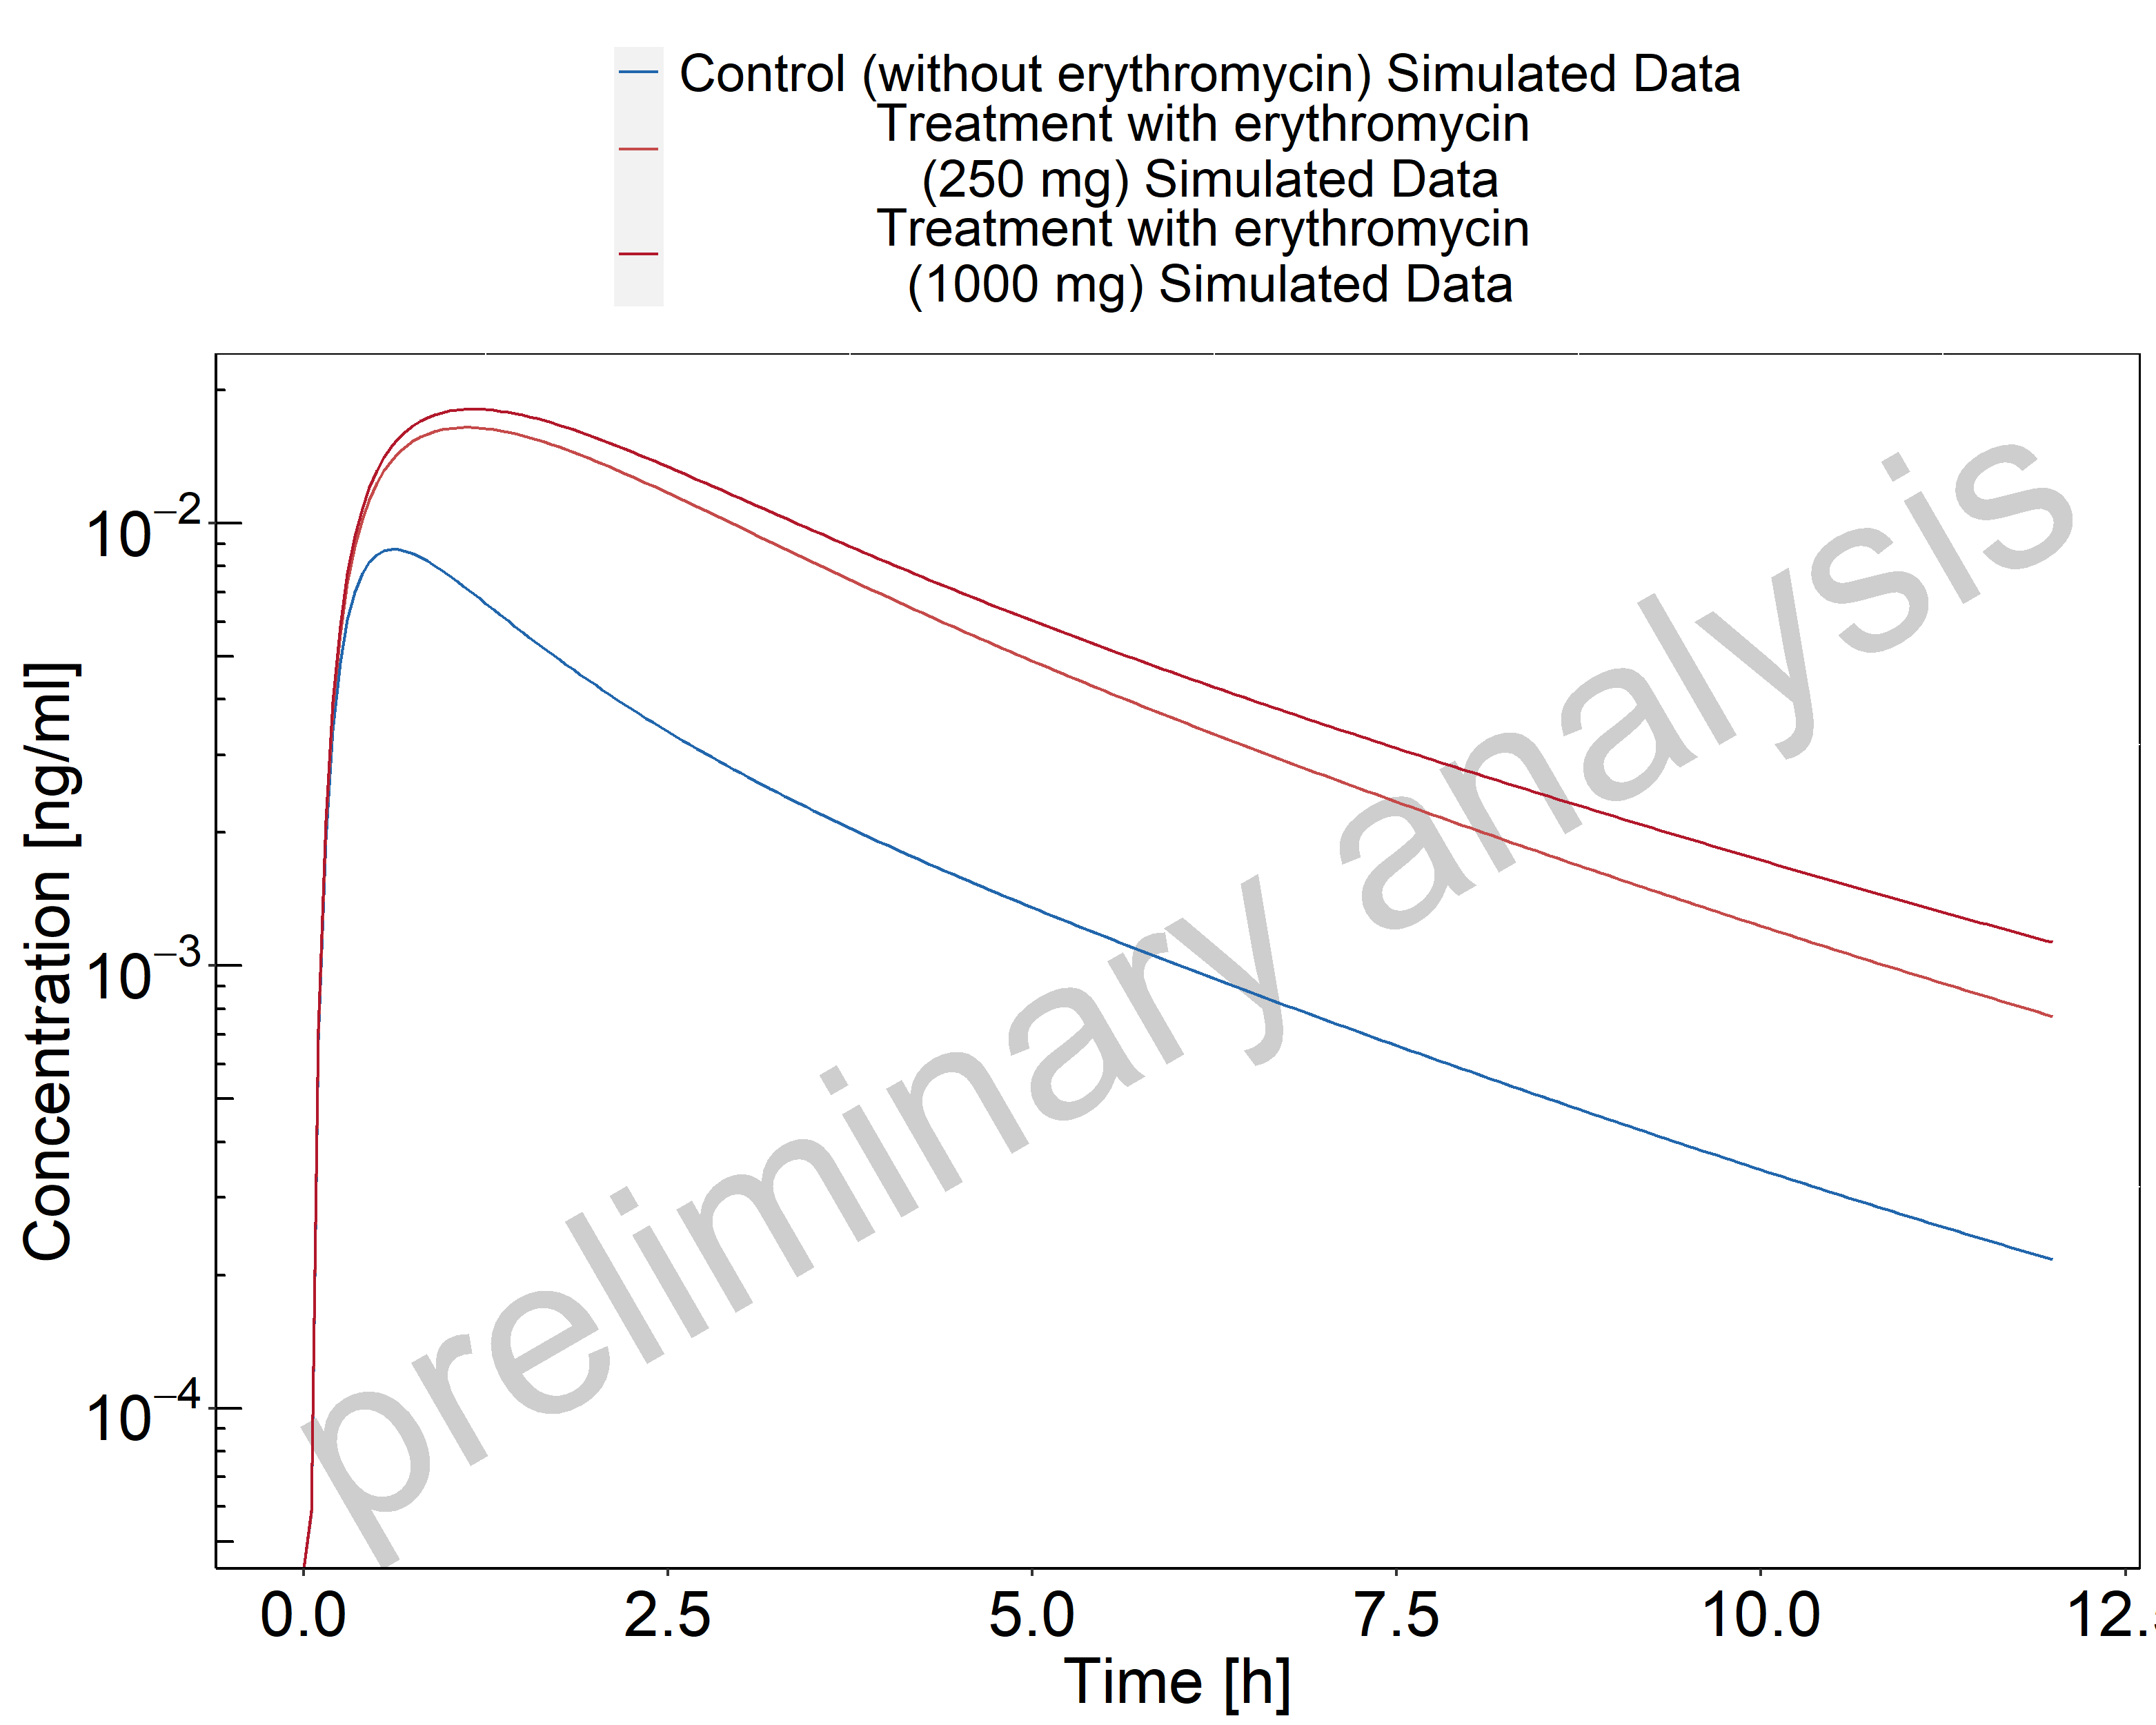 Control (without erythromycin) Simulated Data
Treatment with erythromycin
(250 mg) Simulated Data
Treatment with erythromycin
(1000 mg) Simulated Data
Concentration [ng/ml]
10⁻²
10⁻³
10⁻⁴
preliminary analysis
0.0 2.5 5.0 7.5 10.0 12.
Time [h]